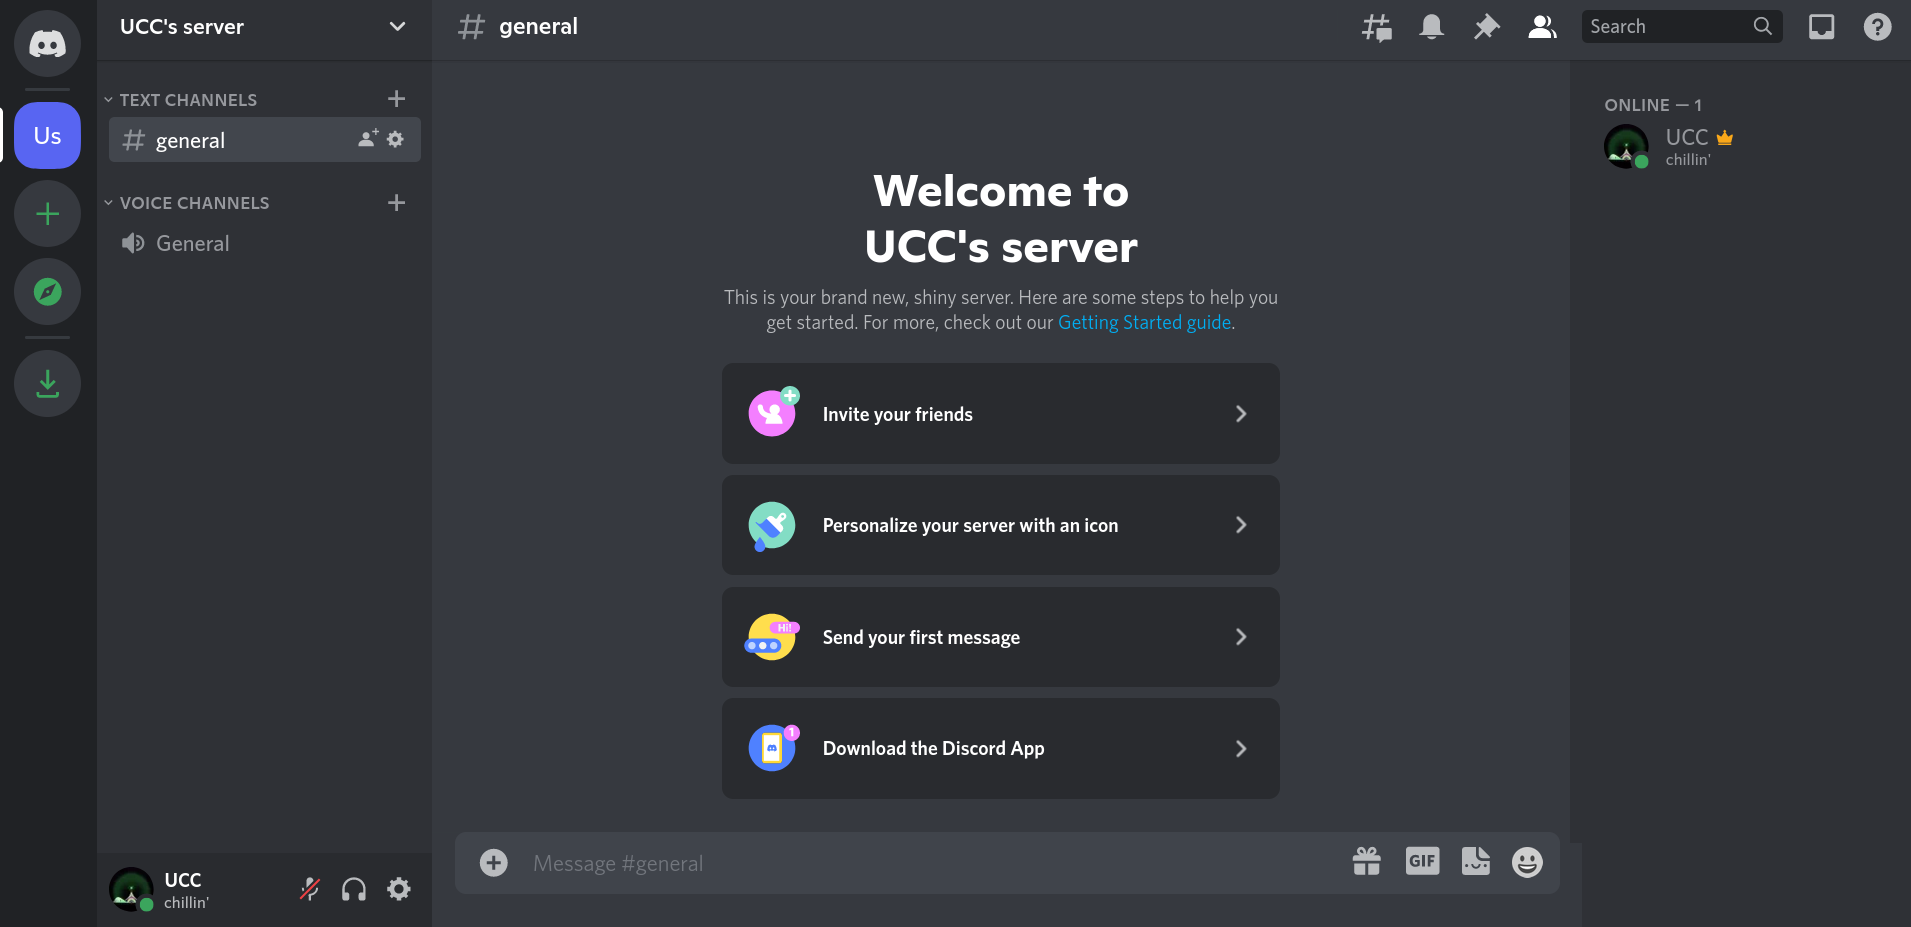 UCC's server
general
Search
Us
TEXT CHANNELS
general
VOICE CHANNELS
General
Welcome to
UCC's server
This is your brand new, shiny server. Here are some steps to help you
get started. For more, check out our Getting Started guide.
Invite your friends
Personalize your server with an icon
Hi!
Send your first message
1
Download the Discord App
Message #general
GIF
ONLINE — 1
UCC
chillin'
UCC
chillin'